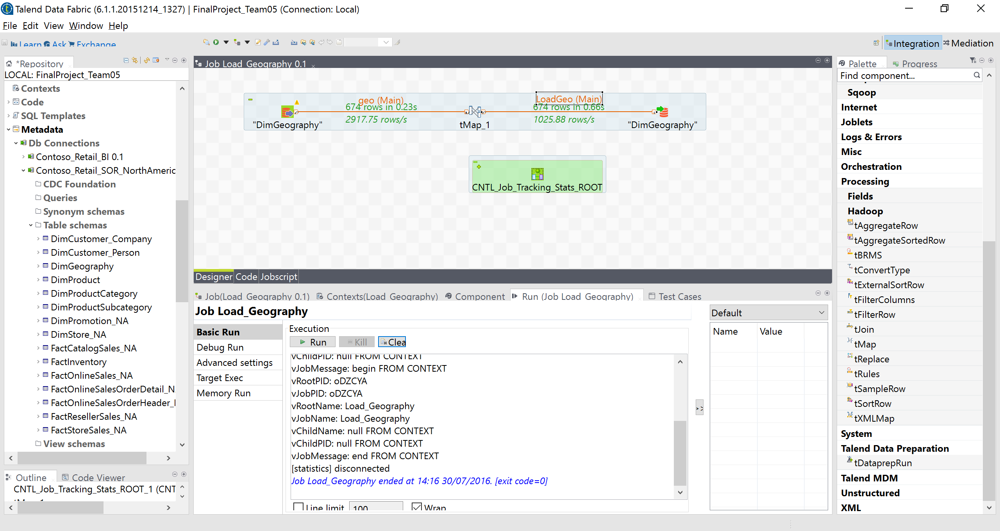 Talend Data Fabric (6.1.1.20151214_1327) | FinalProject_Team05 (Connection: Local)
File Edit View Window Help
Learn Ask Exchange
Integration Mediation
*Repository
LOCAL: FinalProject_Team05
Contexts
Code
SQL Templates
Metadata
Db Connections
Contoso_Retail_BI 0.1
Contoso_Retail_SOR_NorthAmeric
CDC Foundation
Queries
Synonym schemas
Table schemas
DimCustomer_Company
DimCustomer_Person
DimGeography
DimProduct
DimProductCategory
DimProductSubcategory
DimPromotion_NA
DimStore_NA
FactCatalogSales_NA
FactInventory
FactOnlineSales_NA
FactOnlineSalesOrderDetail_N
FactOnlineSalesOrderHeader_
FactResellerSales_NA
FactStoreSales_NA
View schemas
Outline Code Viewer
CNTL_Job_Tracking_Stats_ROOT_1 (CNT
Job Load_Geography 0.1
geo (Main)
674 rows in 0.23s
2917.75 rows/s
LoadGeo (Main)
674 rows in 0.66s
1025.88 rows/s
"DimGeography"
tMap_1
"DimGeography"
CNTL_Job_Tracking_Stats_ROOT
Designer Code Jobscript
Job(Load_Geography 0.1) Contexts(Load_Geography) Component Run (Job Load_Geography) Test Cases
Job Load_Geography
Basic Run
Debug Run
Advanced settings
Target Exec
Memory Run
Execution
Run Kill Clea
vChildPID: null FROM CONTEXT
vJobMessage: begin FROM CONTEXT
vRootPID: oDZCYA
vJobPID: oDZCYA
vRootName: Load_Geography
vJobName: Load_Geography
vChildName: null FROM CONTEXT
vChildPID: null FROM CONTEXT
vJobMessage: end FROM CONTEXT
[statistics] disconnected
Job Load_Geography ended at 14:16 30/07/2016. [exit code=0]
Line limit 100 Wrap
> >
Default
Name Value
Palette Progress
Find component...
Sqoop
Internet
Joblets
Logs & Errors
Misc
Orchestration
Processing
Fields
Hadoop
tAggregateRow
tAggregateSortedRow
tBRMS
tConvertType
tExternalSortRow
tFilterColumns
tFilterRow
tJoin
tMap
tReplace
tRules
tSampleRow
tSortRow
tXMLMap
System
Talend Data Preparation
tDataprepRun
Talend MDM
Unstructured
XML